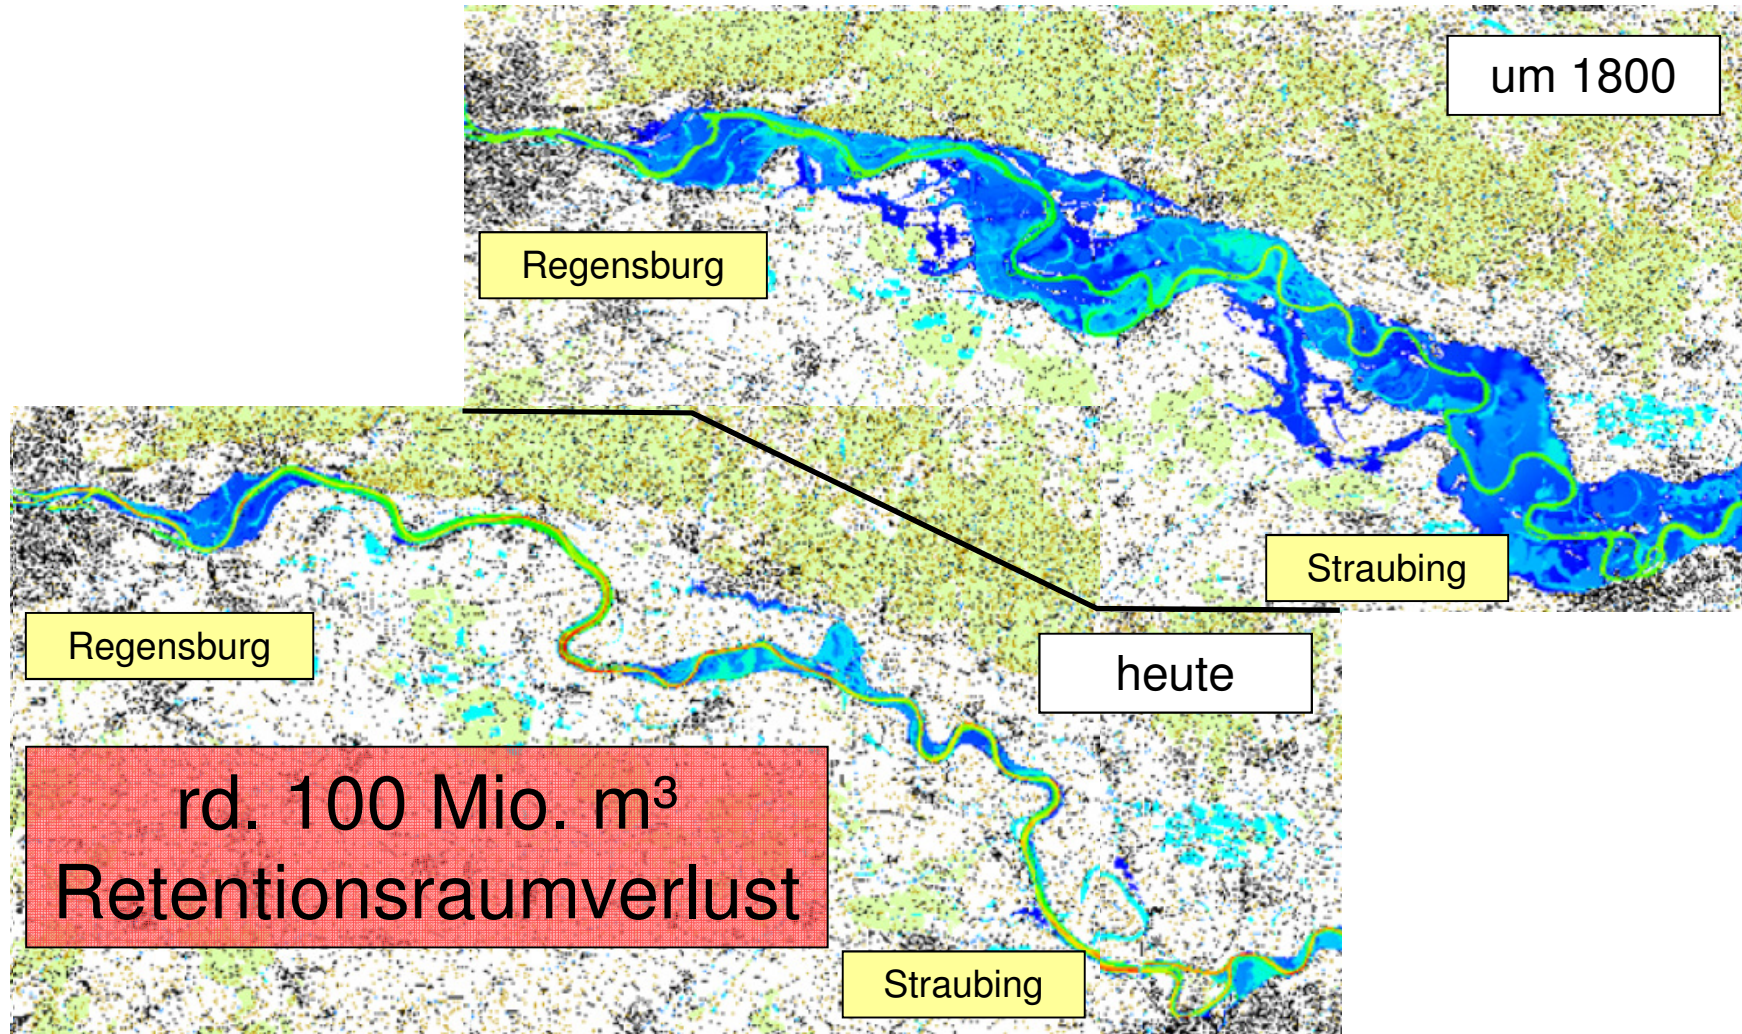 um 1800
Regensburg
Straubing
Regensburg
heute
rd. 100 Mio. m³
Retentionsraumverlust
Straubing